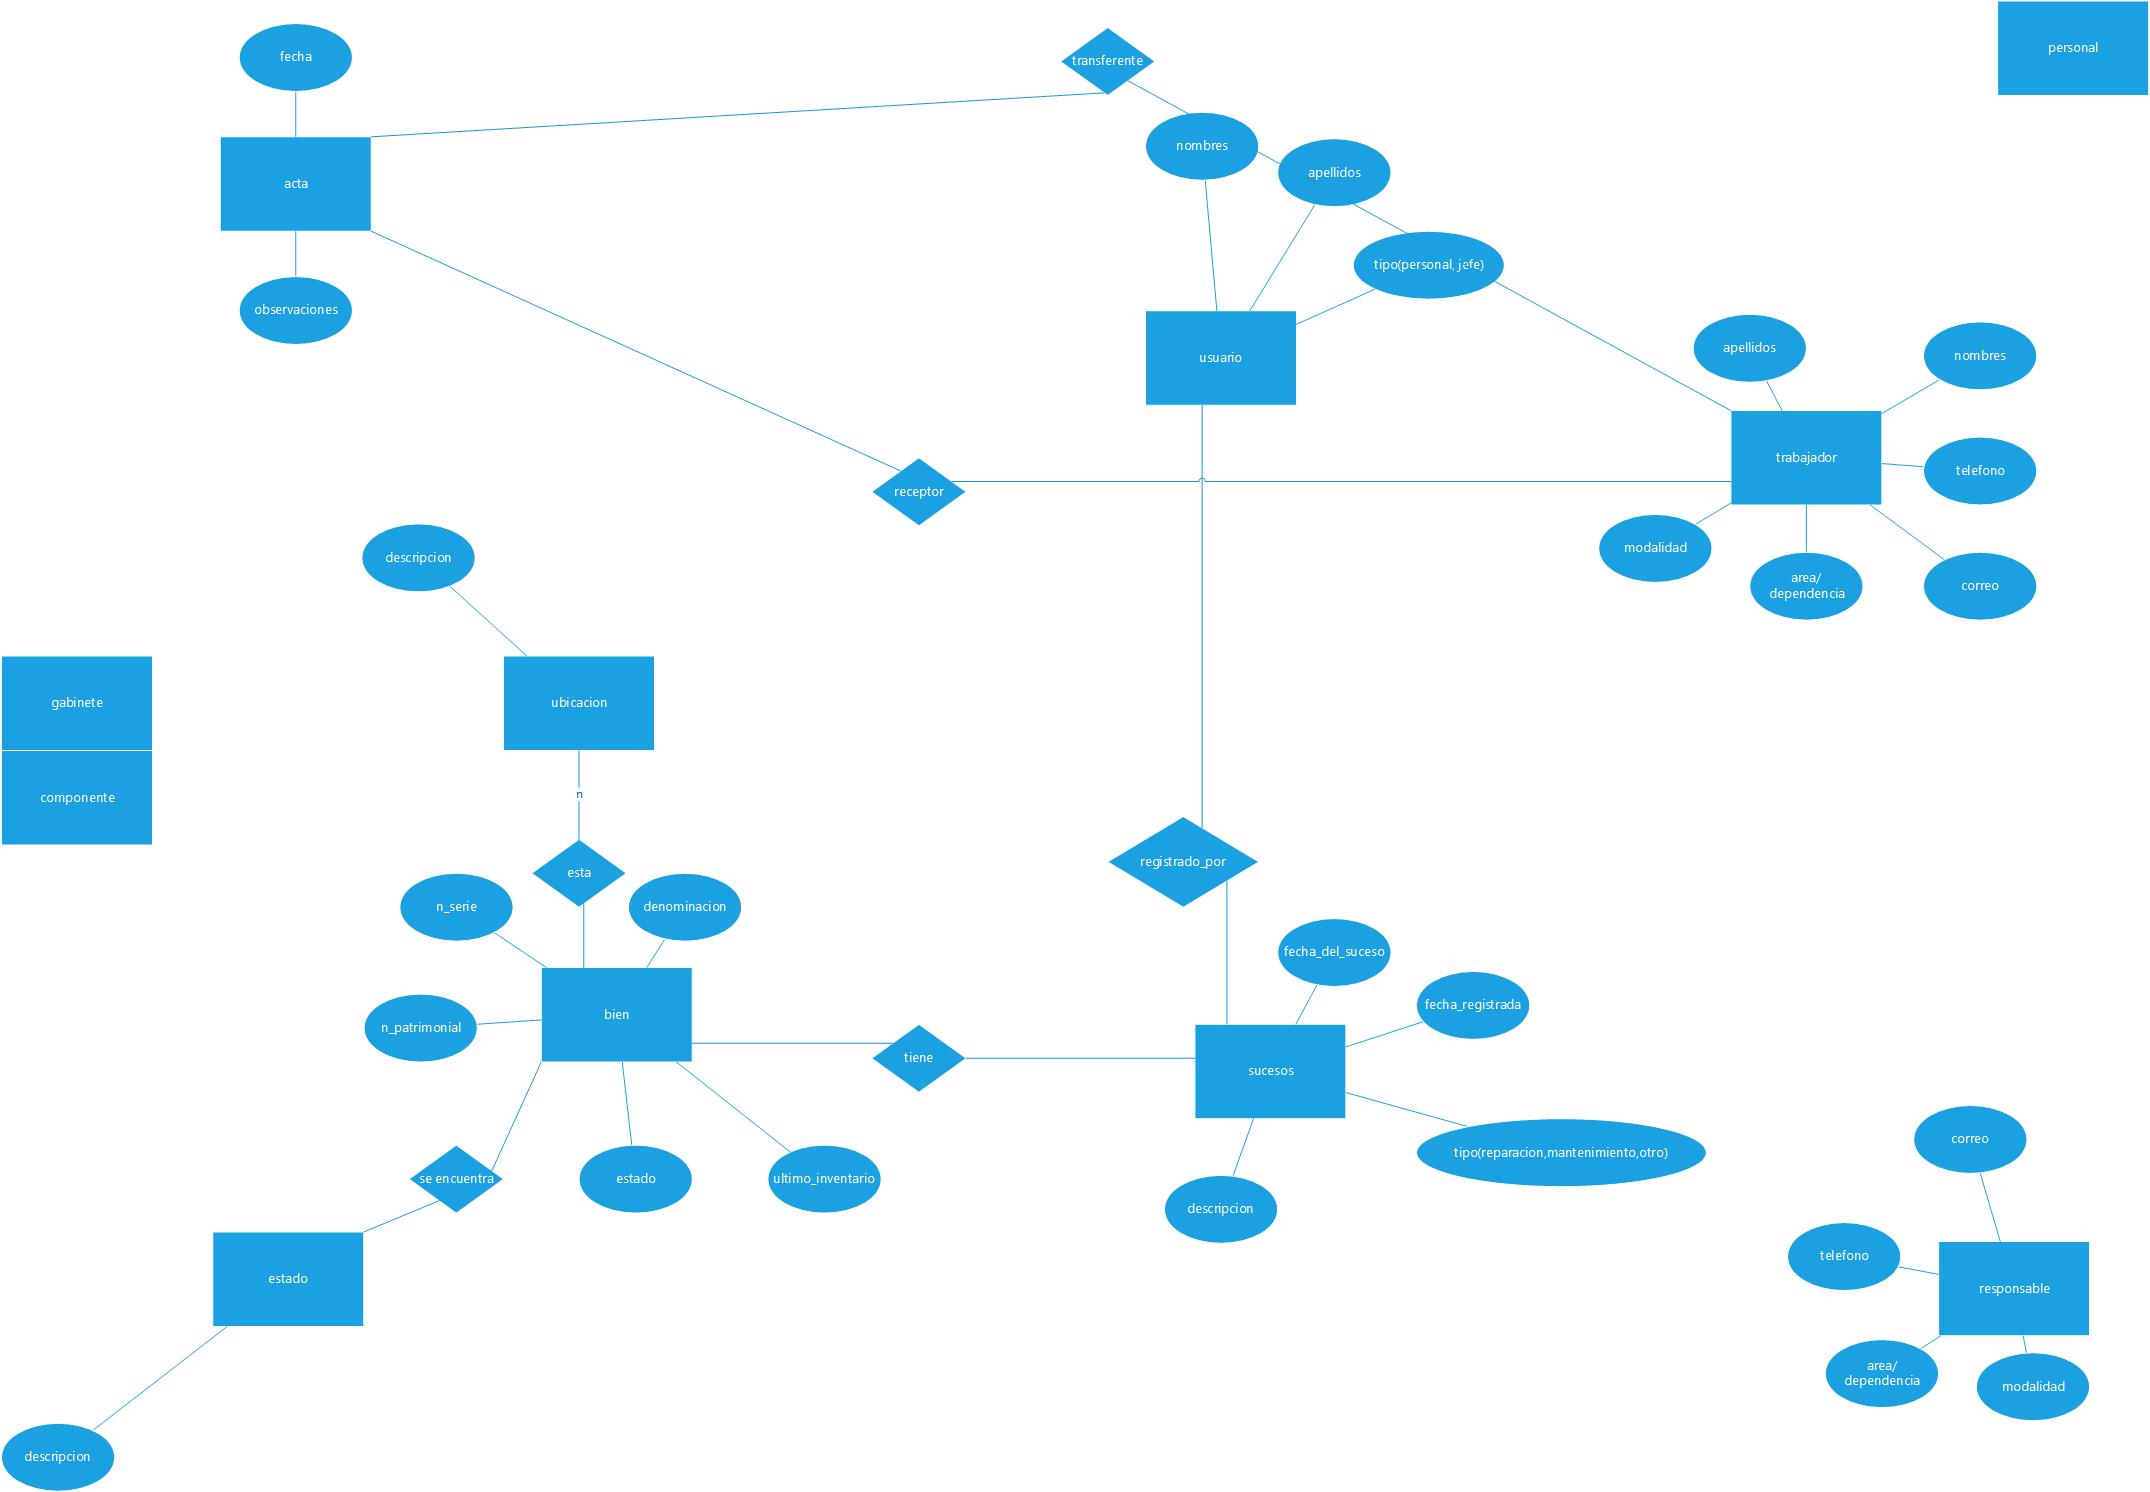 fecha
transferente
personal
nombres
apellidos
acta
tipo(personal, jefe)
observaciones
usuario
apellidos
nombres
trabajador
telefono
receptor
modalidad
area/
dependencia
correo
descripcion
gabinete
ubicacion
componente
n
esta
registrado_por
n_serie
denominacion
fecha_del_suceso
fecha_registrada
n_patrimonial
bien
tiene
sucesos
correo
tipo(reparacion,mantenimiento,otro)
se encuentra
estado
ultimo_inventario
descripcion
telefono
estado
responsable
area/
dependencia
modalidad
descripcion